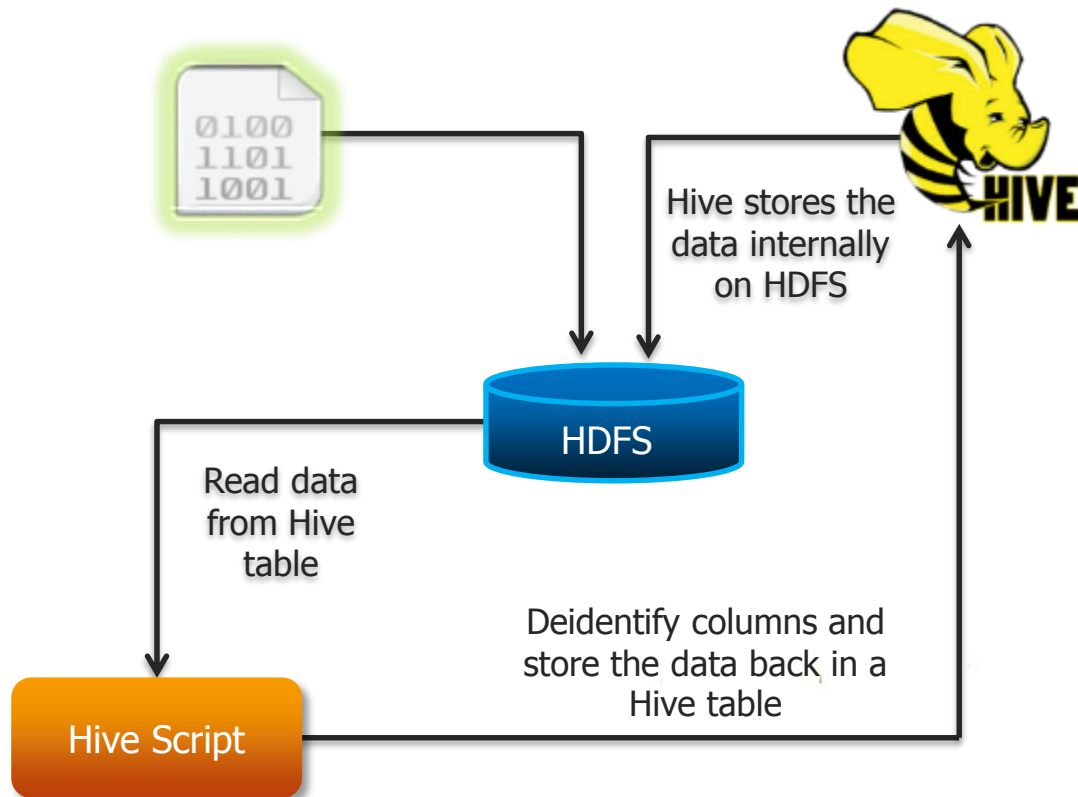 0100
1101
1001
HIVE
Hive stores the
data internally
on HDFS
HDFS
Read data
from Hive
table
Deidentify columns and
store the data back in a
Hive table
Hive Script